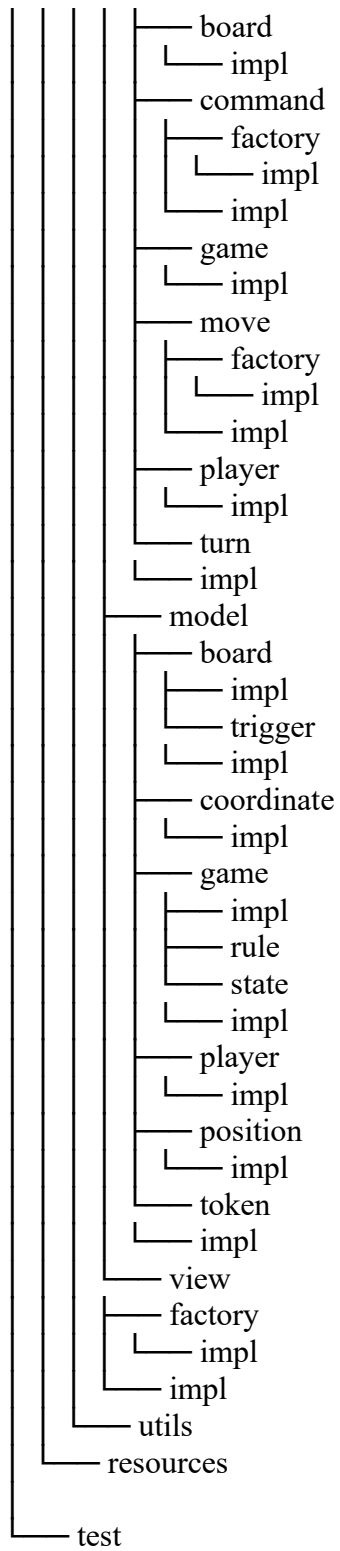 board
impl
command
factory
impl
impl
game
impl
move
factory
impl
impl
player
impl
turn
impl
model
board
impl
trigger
impl
coordinate
impl
game
impl
rule
state
impl
player
impl
position
impl
token
impl
view
factory
impl
impl
utils
resources
test